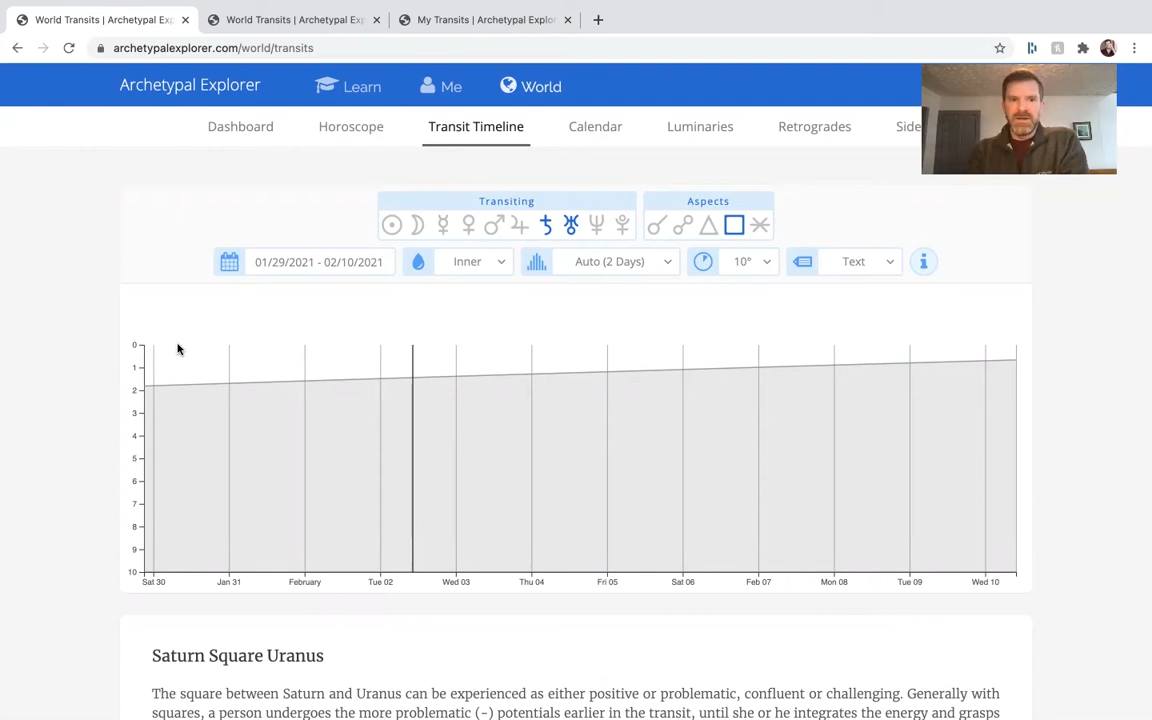 World Transits | Archetypal Exp
World Transits | Archetypal Exp
My Transits | Archetypal Explor
archetypalexplorer.com/world/transits
Archetypal Explorer
Learn
Me
World
Dashboard
Horoscope
Transit Timeline
Calendar
Luminaries
Retrogrades
Side
Transiting
Aspects
01/29/2021 - 02/10/2021
Inner
Auto (2 Days)
10°
Text
0
1
2
3
4
5
6
7
8
9
10
Sat 30
Jan 31
February
Tue 02
Wed 03
Thu 04
Fri 05
Sat 06
Feb 07
Mon 08
Tue 09
Wed 10
Saturn Square Uranus
The square between Saturn and Uranus can be experienced as either positive or problematic, confluent or challenging. Generally with
squares, a person undergoes the more problematic (-) potentials earlier in the transit, until she or he integrates the energy and grasps